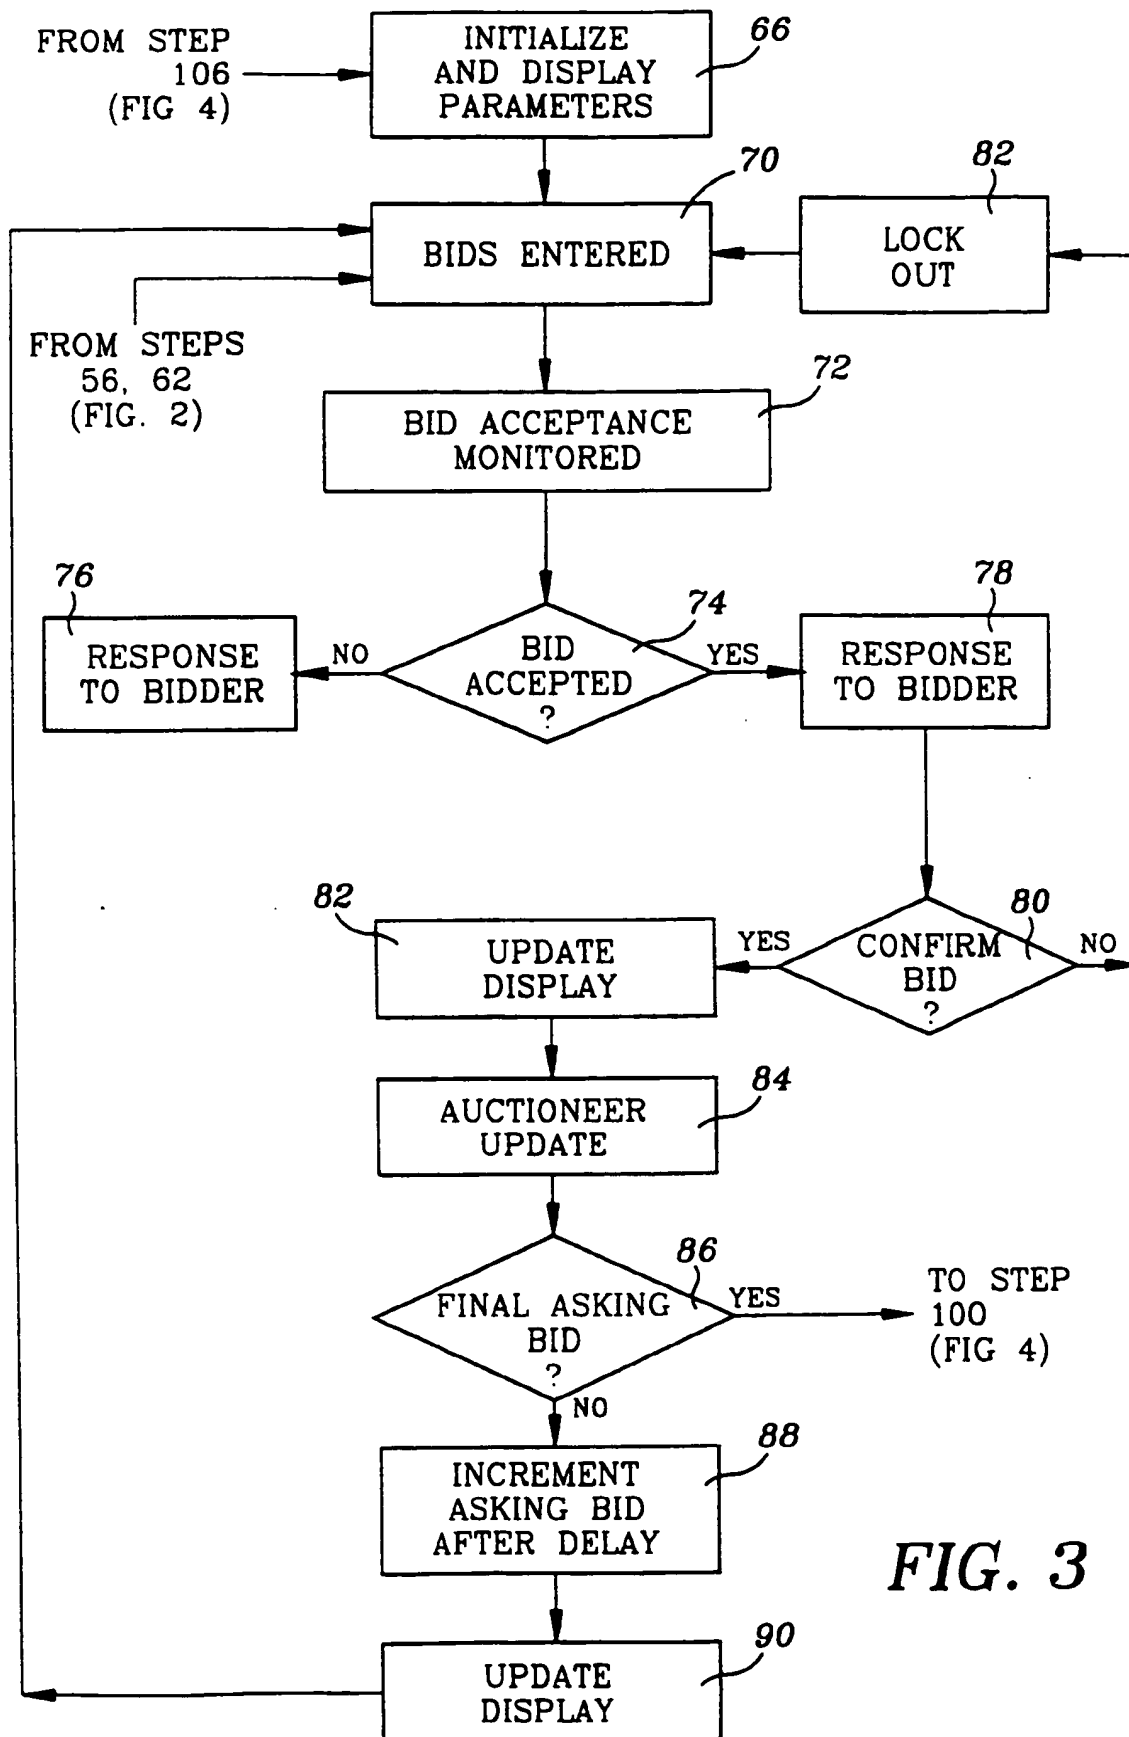 FROM STEP
106
(FIG 4)
INITIALIZE
AND DISPLAY
PARAMETERS
66
70
BIDS ENTERED
82
LOCK
OUT
FROM STEPS
56, 62
(FIG. 2)
72
BID ACCEPTANCE
MONITORED
76
RESPONSE
TO BIDDER
NO
74
BID
ACCEPTED
?
YES
78
RESPONSE
TO BIDDER
82
UPDATE
DISPLAY
YES
80
CONFIRM
BID
?
NO
84
AUCTIONEER
UPDATE
86
FINAL ASKING
BID
?
YES
TO STEP
100
(FIG 4)
NO
88
INCREMENT
ASKING BID
AFTER DELAY
FIG. 3
90
UPDATE
DISPLAY